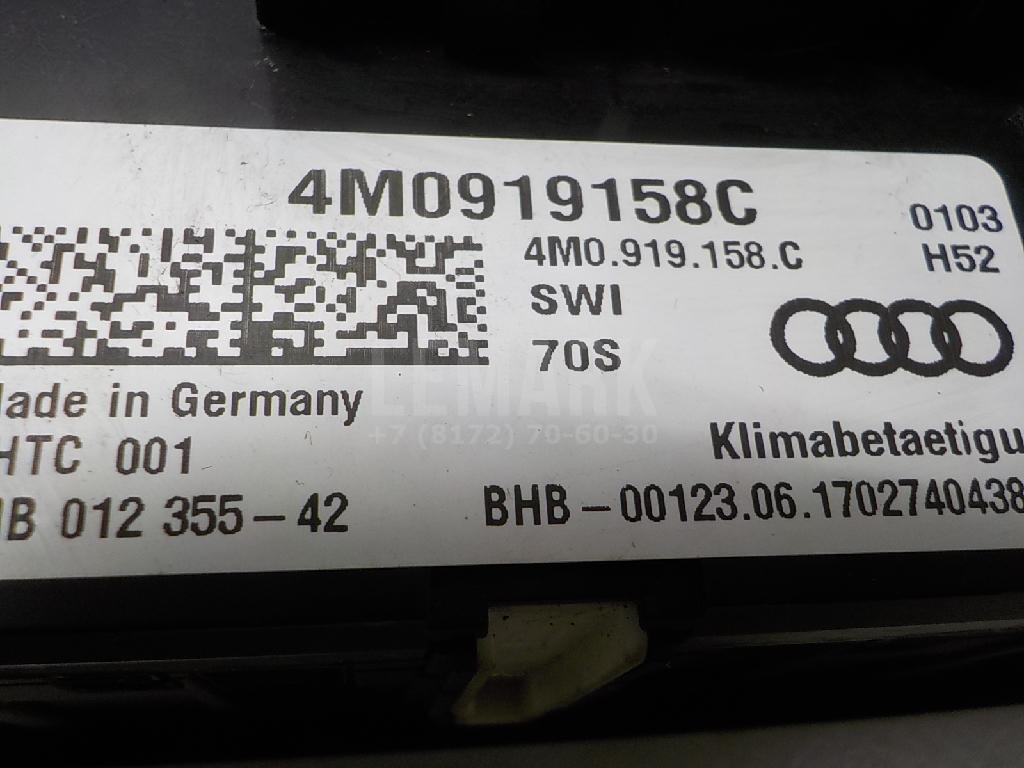 4M0919158C
0103
4M0.919.158.C
H52
SWI
70S
LEMARK
+7 (8172) 70-60-30
ade in Germany
HTC 001
Klimabetaetigu
B 012 355-42
BHB-00123.06.1702740438